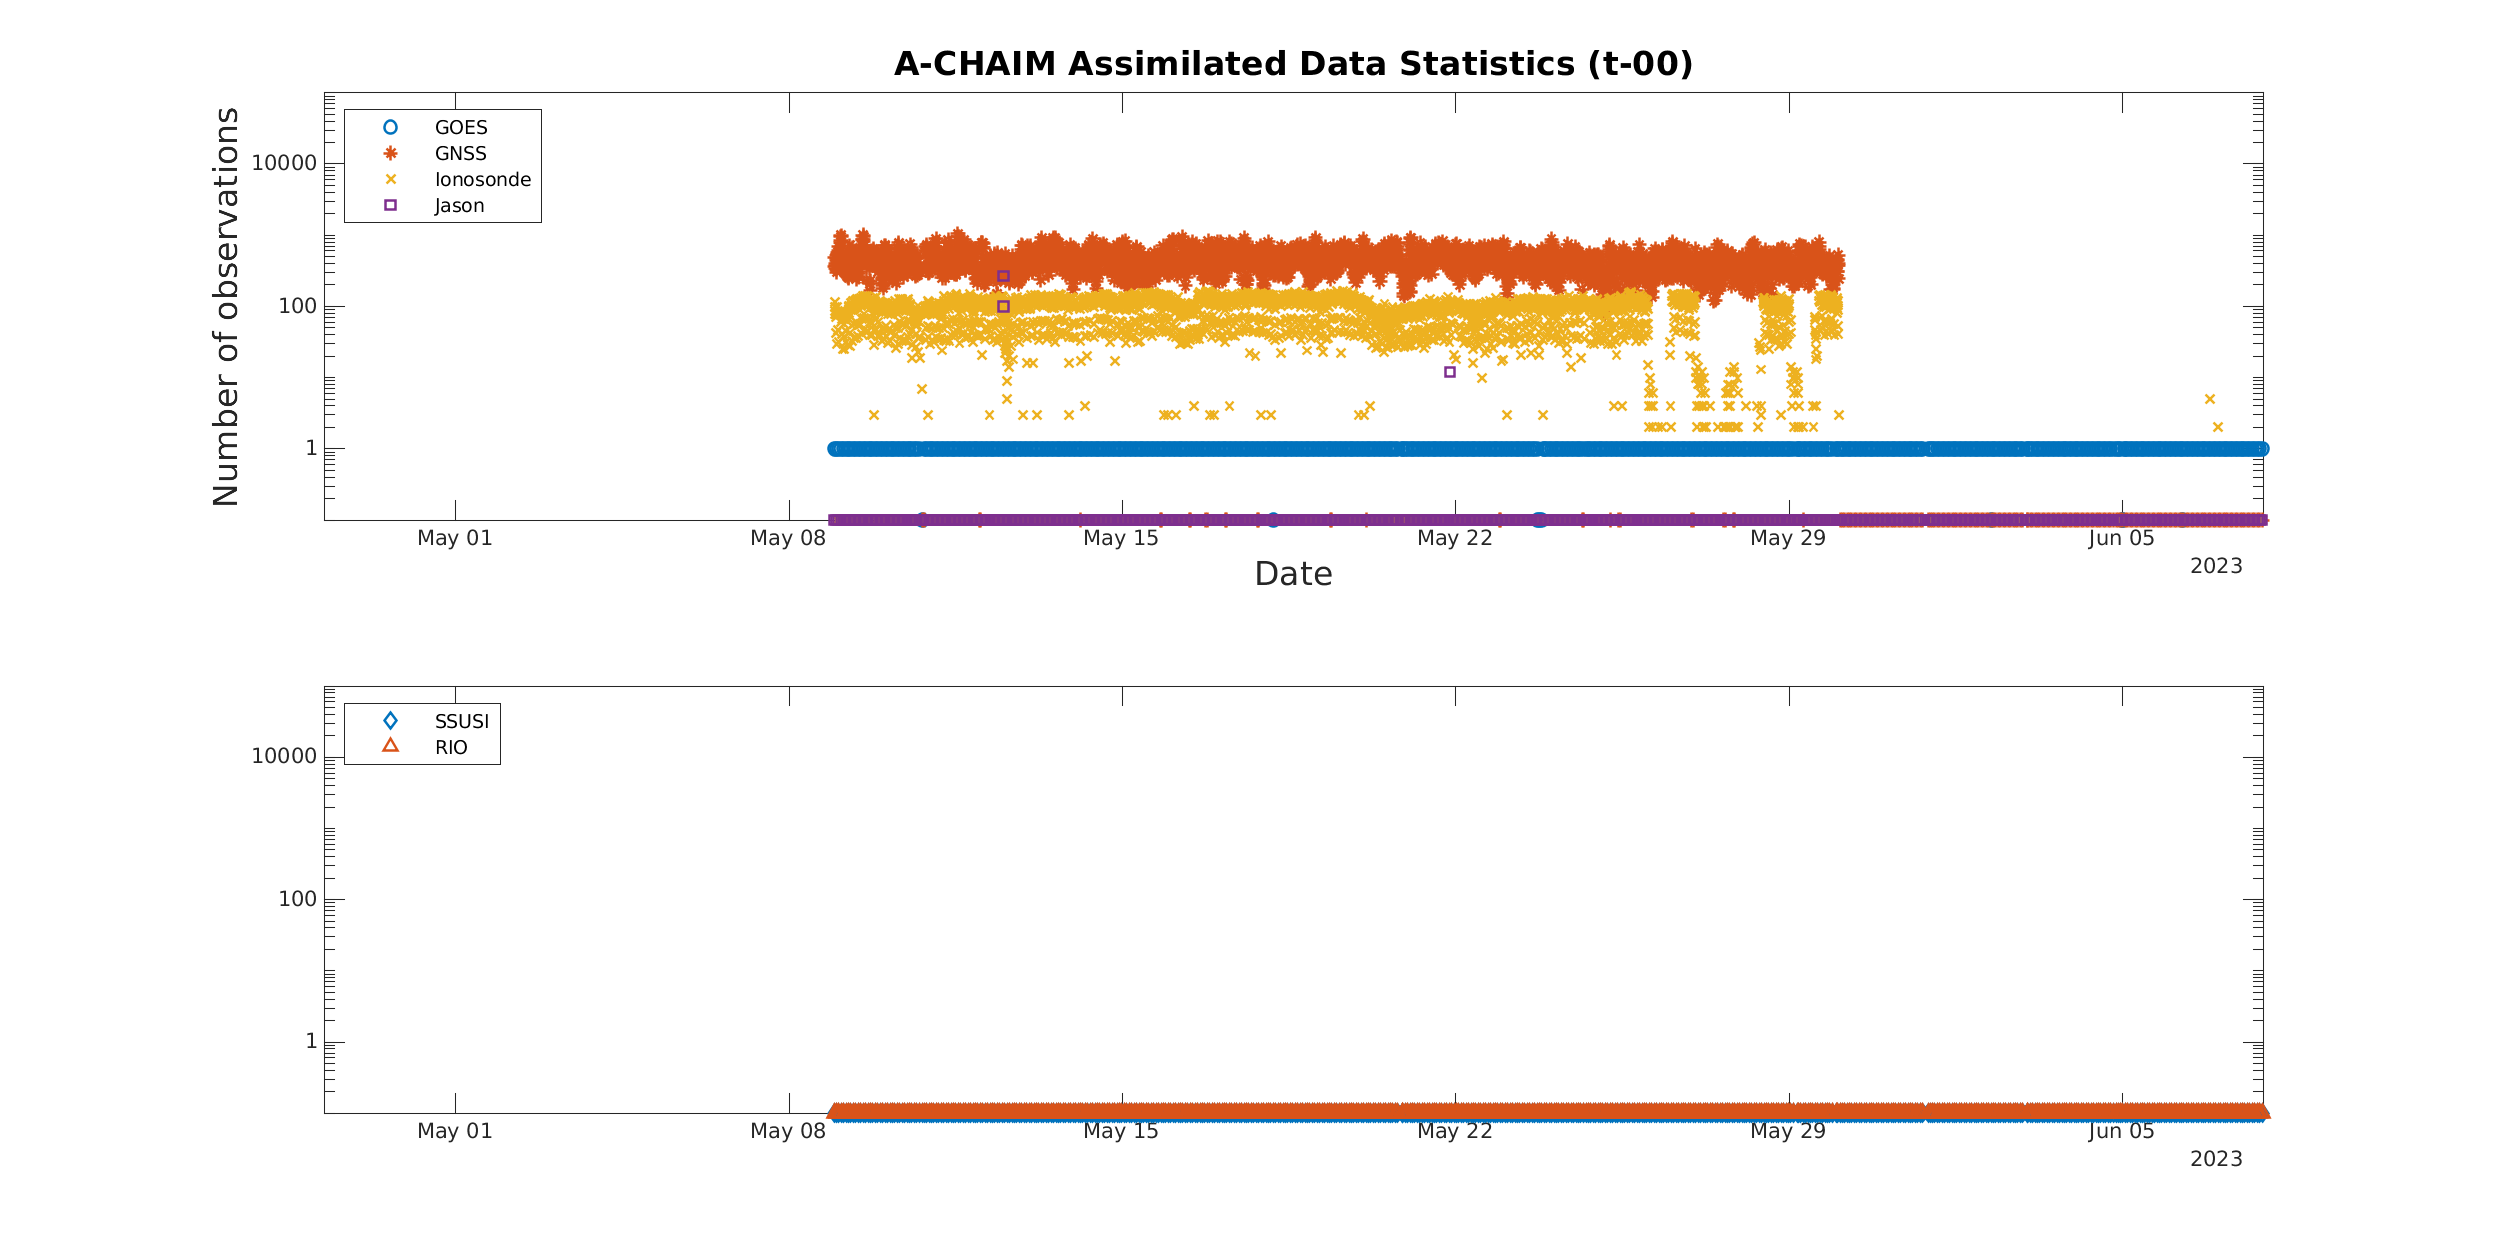 A-CHAIM Assimilated Data Statistics (t-00)
Number of observations
10000
100
1
GOES
GNSS
Ionosonde
Jason
May 01
May 08
May 15
May 22
May 29
Jun 05
2023
Date
10000
100
1
SSUSI
RIO
May 01
May 08
May 15
May 22
May 29
Jun 05
2023